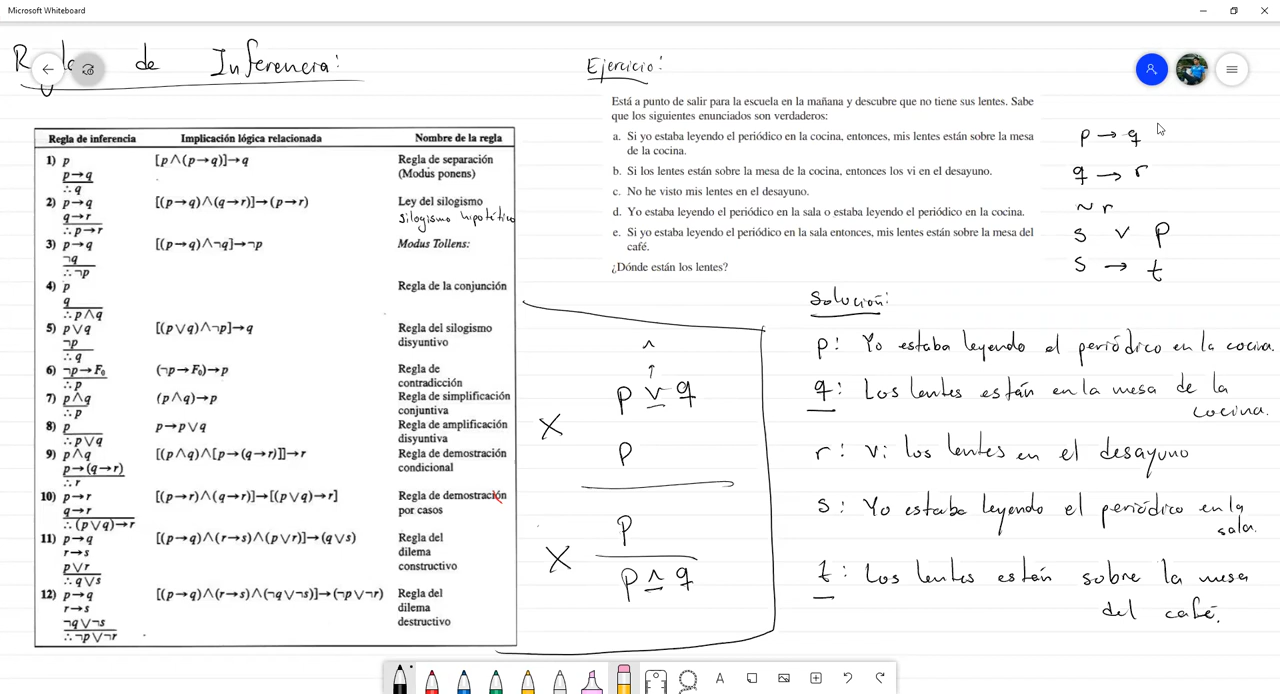 Microsoft Whiteboard
de Inferencia:
Regla de inferencia Implicación lógica relacionada Nombre de la regla
1) p [p∧(p→q)]→q Regla de separación
p→q (Modus ponens)
∴q
2) p→q [(p→q)∧(q→r)]→(p→r) Ley del silogismo
q→r silogismo hipotético
∴p→r
3) p→q [(p→q)∧¬q]→¬p Modus Tollens:
¬q
∴¬p
4) p Regla de la conjunción
q
∴p∧q
5) p∨q [(p∨q)∧¬p]→q Regla del silogismo
¬p disyuntivo
∴q
6) ¬p→F₀ (¬p→F₀)→p Regla de
∴p contradicción
7) p∧q (p∧q)→p Regla de simplificación
∴p conjuntiva
8) p p→p∨q Regla de amplificación
∴p∨q disyuntiva
9) p∧q [(p∧q)∧[p→(q→r)]]→r Regla de demostración
p→(q→r) condicional
∴r
10) p→r [(p→r)∧(q→r)]→[(p∨q)→r] Regla de demostración
q→r por casos
∴(p∨q)→r
11) p→q [(p→q)∧(r→s)∧(p∨r)]→(q∨s) Regla del
r→s dilema
p∨r constructivo
∴q∨s
12) p→q [(p→q)∧(r→s)∧(¬q∨¬s)]→(¬p∨¬r) Regla del
r→s dilema
¬q∨¬s destructivo
∴¬p∨¬r
∧
↑
p ∨ q
X
p
p
X
p ∧ q
Ejercicio:
Está a punto de salir para la escuela en la mañana y descubre que no tiene sus lentes. Sabe
que los siguientes enunciados son verdaderos:
a. Si yo estaba leyendo el periódico en la cocina, entonces, mis lentes están sobre la mesa
de la cocina.
b. Si los lentes están sobre la mesa de la cocina, entonces los vi en el desayuno.
c. No he visto mis lentes en el desayuno.
d. Yo estaba leyendo el periódico en la sala o estaba leyendo el periódico en la cocina.
e. Si yo estaba leyendo el periódico en la sala entonces, mis lentes están sobre la mesa del
café.
¿Dónde están los lentes?
p → q
q → r
~ r
s ∨ p
s → t
Solución:
p: Yo estaba leyendo el periódico en la cocina.
q: Los lentes están en la mesa de la
cocina.
r: Vi los lentes en el desayuno
s: Yo estaba leyendo el periódico en la
sala.
t: Los lentes están sobre la mesa
del café.
A